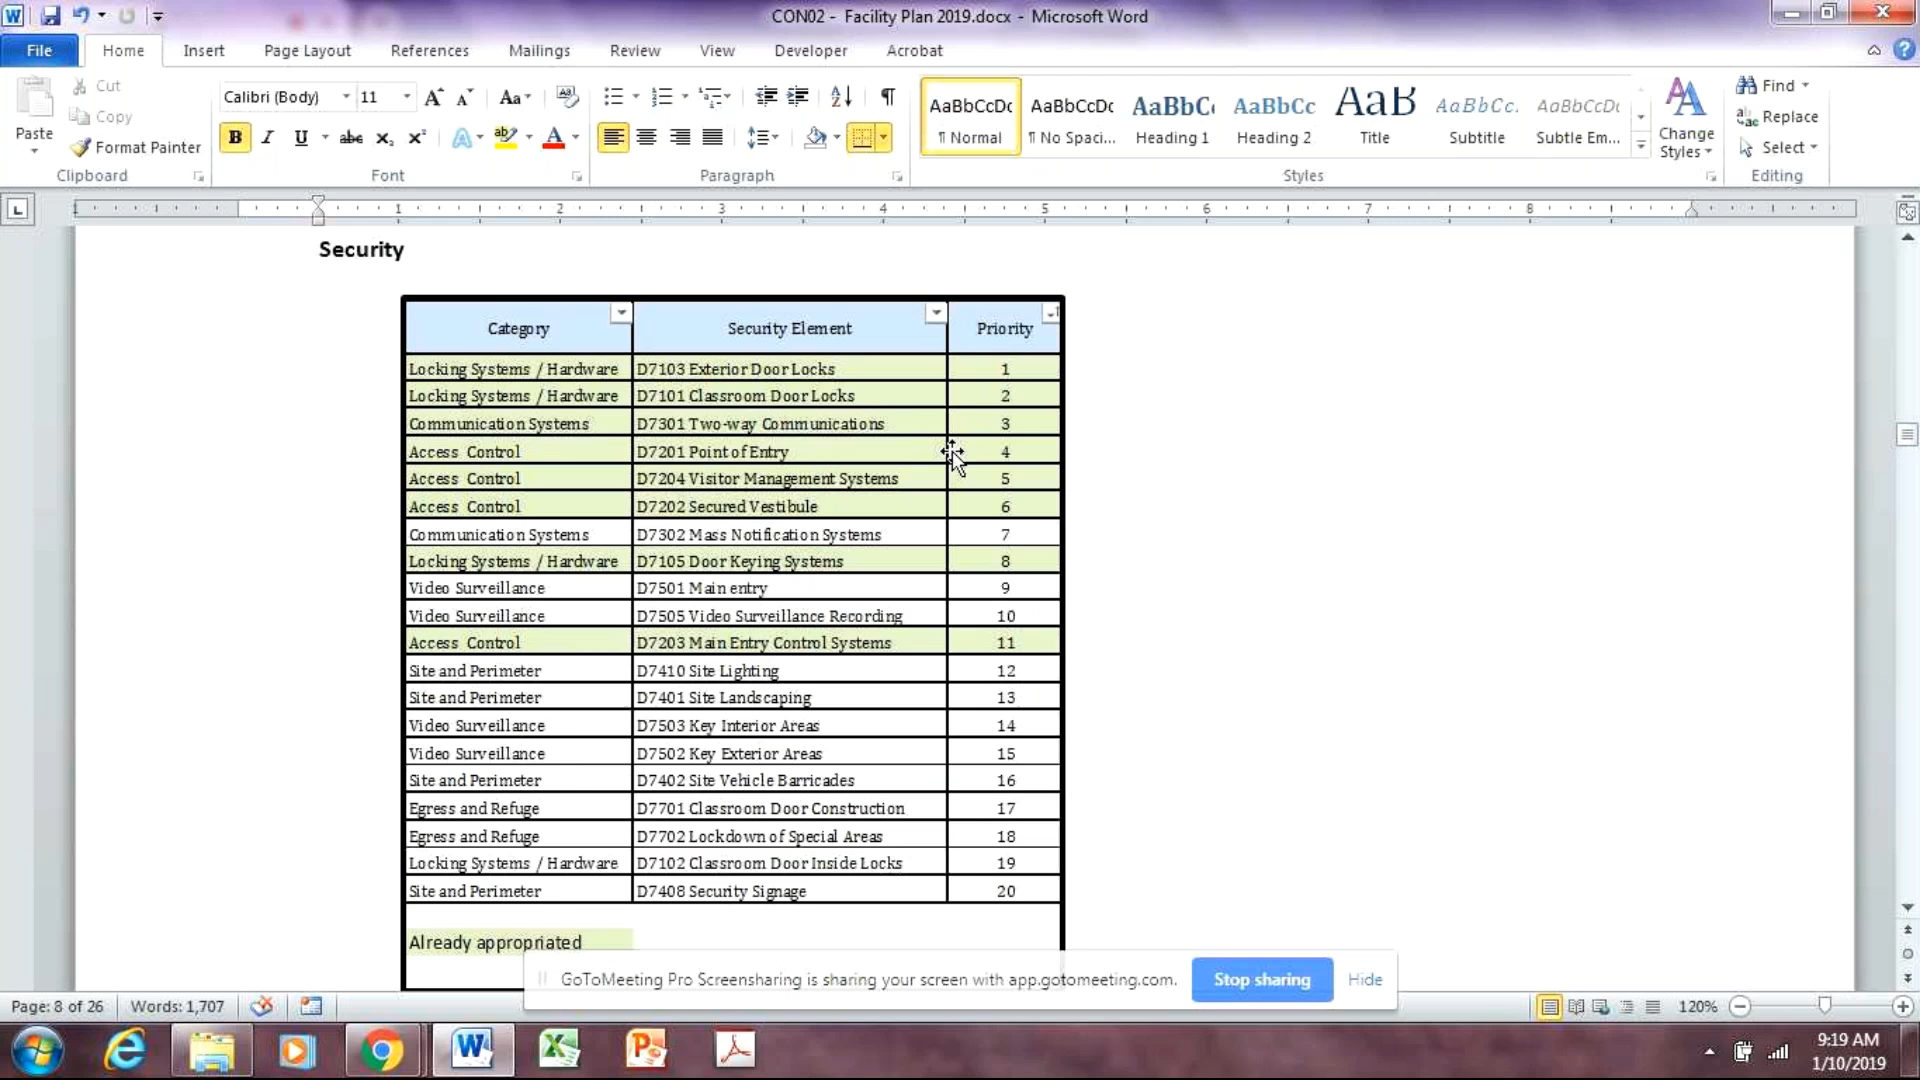 CON02 - Facility Plan 2019.docx - Microsoft Word
File Home Insert Page Layout References Mailings Review View Developer Acrobat
Cut
Copy
Format Painter
Paste
Clipboard
Calibri (Body) 11
Font
Paragraph
AaBbCcDc AaBbCcDc AaBbC( AaBbCc AaB AaBbCc. AaBbCcDc
¶ Normal ¶ No Spaci... Heading 1 Heading 2 Title Subtitle Subtle Em...
Styles
Change
Styles
Find
Replace
Select
Editing
1 1 2 3 4 5 6 7 8
Security
Category Security Element Priority
Locking Systems / Hardware D7103 Exterior Door Locks 1
Locking Systems / Hardware D7101 Classroom Door Locks 2
Communication Systems D7301 Two-way Communications 3
Access Control D7201 Point of Entry 4
Access Control D7204 Visitor Management Systems 5
Access Control D7202 Secured Vestibule 6
Communication Systems D7302 Mass Notification Systems 7
Locking Systems / Hardware D7105 Door Keying Systems 8
Video Surveillance D7501 Main entry 9
Video Surveillance D7505 Video Surveillance Recording 10
Access Control D7203 Main Entry Control Systems 11
Site and Perimeter D7410 Site Lighting 12
Site and Perimeter D7401 Site Landscaping 13
Video Surveillance D7503 Key Interior Areas 14
Video Surveillance D7502 Key Exterior Areas 15
Site and Perimeter D7402 Site Vehicle Barricades 16
Egress and Refuge D7701 Classroom Door Construction 17
Egress and Refuge D7702 Lockdown of Special Areas 18
Locking Systems / Hardware D7102 Classroom Door Inside Locks 19
Site and Perimeter D7408 Security Signage 20
Already appropriated
GoToMeeting Pro Screensharing is sharing your screen with app.gotomeeting.com. Stop sharing Hide
Page: 8 of 26 Words: 1,707 120%
9:19 AM
1/10/2019